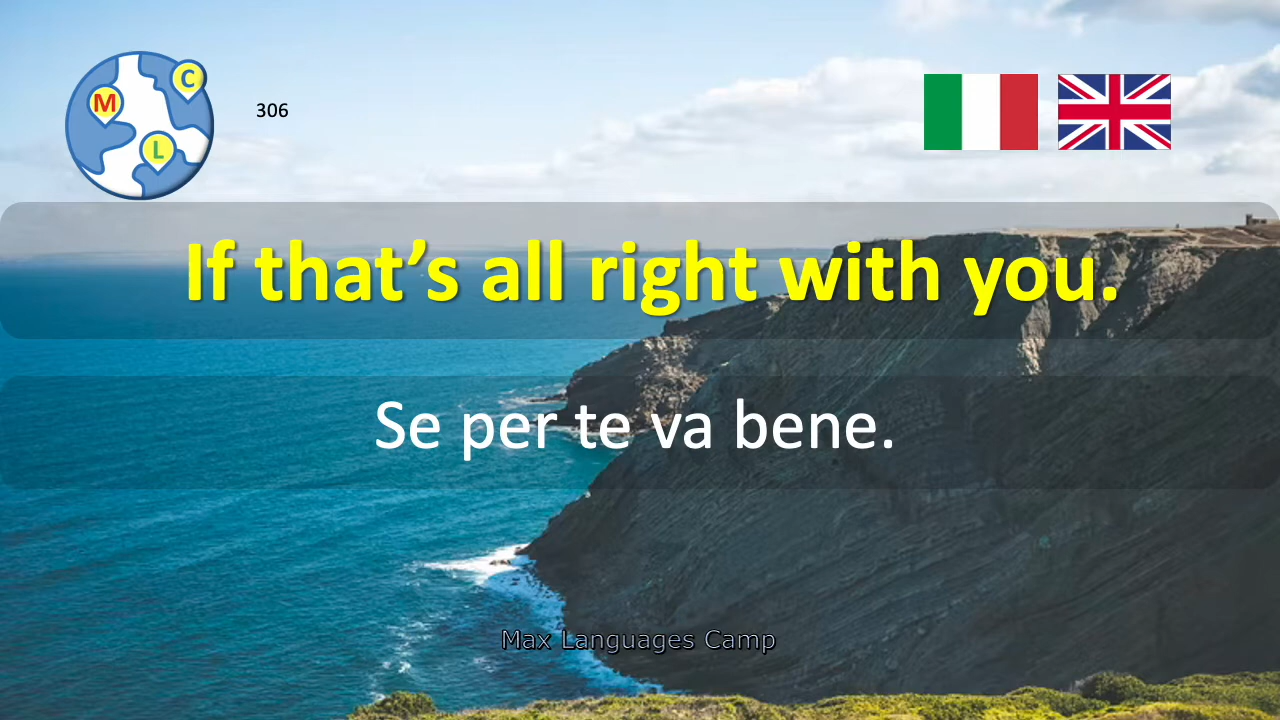 M
C
L
306
If that’s all right with you.
Se per te va bene.
Max Languages Camp